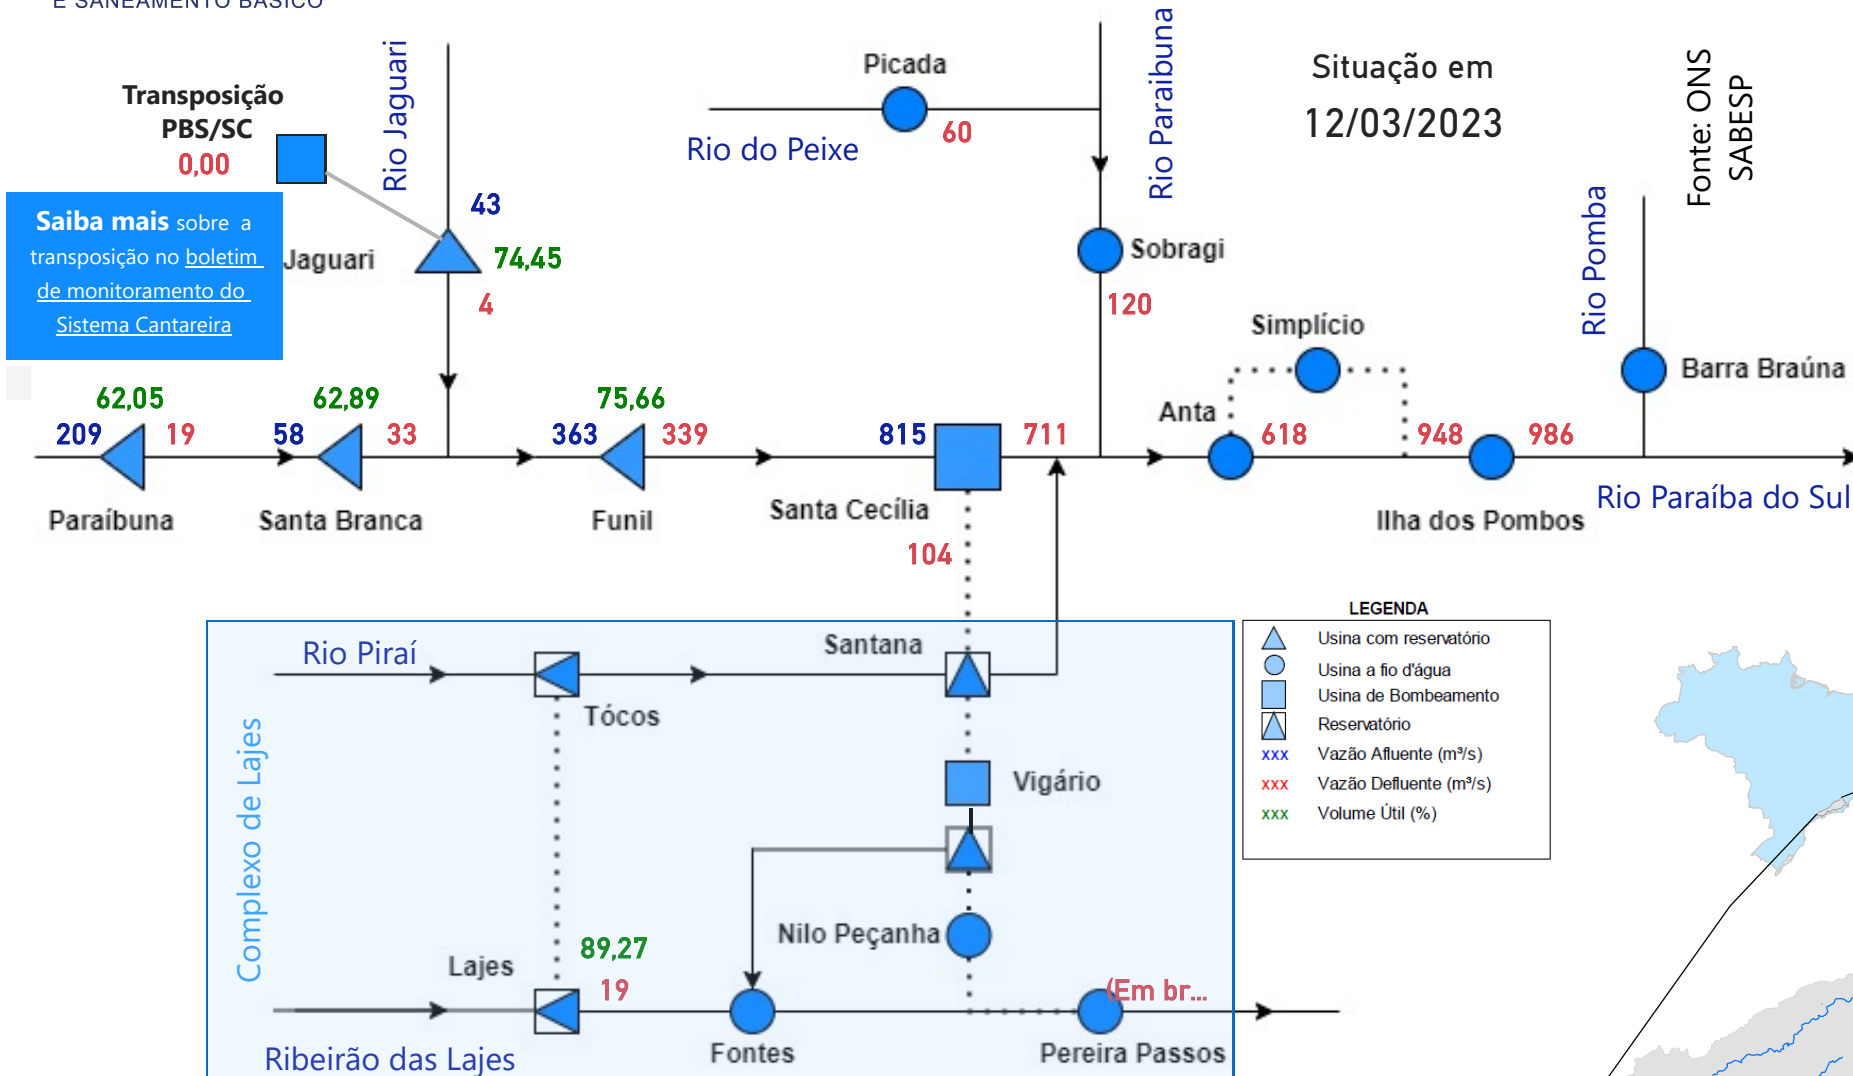 E SANEAMENTO BÁSICO
Transposição
PBS/SC
0,00
Rio Jaguari
Saiba mais sobre a
transposição no boletim
de monitoramento do
Sistema Cantareira
43
Jaguari
74,45
4
Picada
60
Rio do Peixe
Rio Paraibuna
Situação em
12/03/2023
Fonte: ONS
SABESP
Sobragi
120
Simplício
Rio Pomba
Barra Braúna
62,05
209
19
Paraíbuna
62,89
58
33
Santa Branca
75,66
363
339
Funil
815
711
Santa Cecília
104
Anta
618
948
986
Ilha dos Pombos
Rio Paraíba do Sul
Complexo de Lajes
Rio Piraí
Santana
Tócos
Vigário
Nilo Peçanha
Lajes
89,27
19
(Em br...
Ribeirão das Lajes
Fontes
Pereira Passos
LEGENDA
Usina com reservatório
Usina a fio d'água
Usina de Bombeamento
Reservatório
xxx Vazão Afluente (m³/s)
xxx Vazão Defluente (m³/s)
xxx Volume Útil (%)